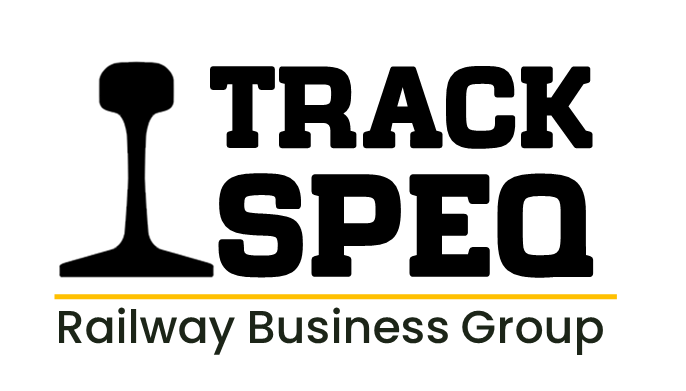 TRACK
SPEQ
Railway Business Group